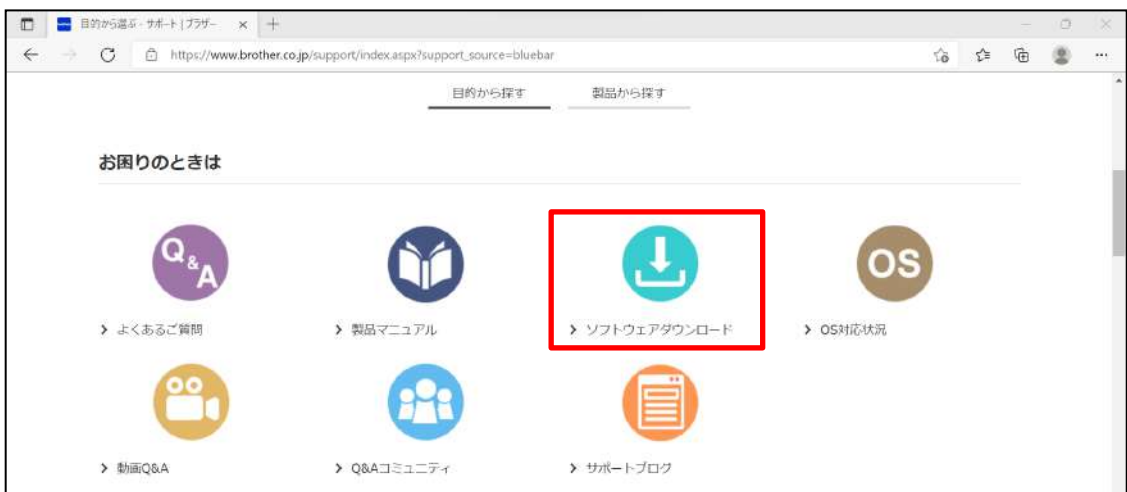 目的から選ぶ - サポート | ブラザー
https://www.brother.co.jp/support/index.aspx?support_source=bluebar
目的から探す 製品から探す
お困りのときは
Q&A
OS
よくあるご質問 製品マニュアル ソフトウェアダウンロード OS対応状況
動画Q&A Q&Aコミュニティ サポートブログ